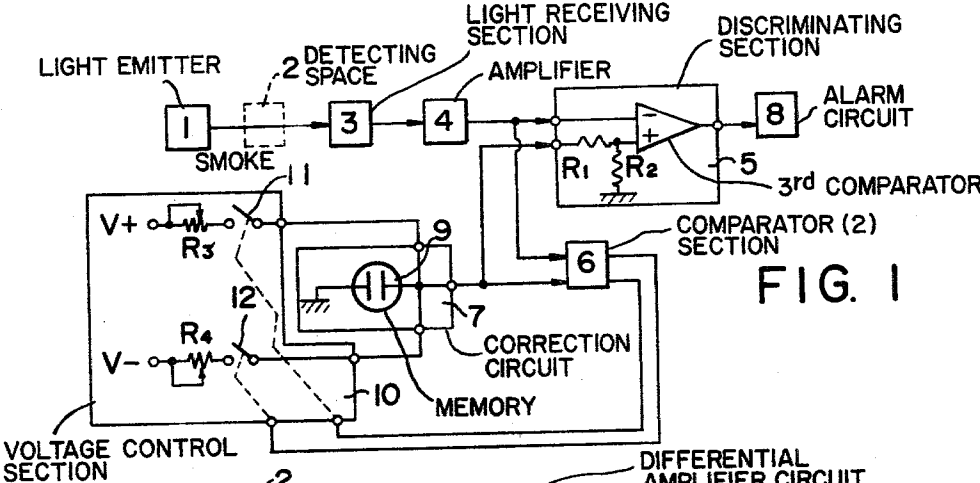 LIGHT RECEIVING
SECTION
DISCRIMINATING
SECTION
2 DETECTING
SPACE
LIGHT EMITTER
AMPLIFIER
ALARM
CIRCUIT
1
3
4
8
−
+
R1
R2
5
SMOKE
3rd COMPARATOR
11
V+
R3
9
COMPARATOR (2)
SECTION
6
FIG. 1
12
7
R4
V−
CORRECTION
CIRCUIT
10
MEMORY
VOLTAGE CONTROL
SECTION
2
DIFFERENTIAL
AMPLIFIER CIRCUIT